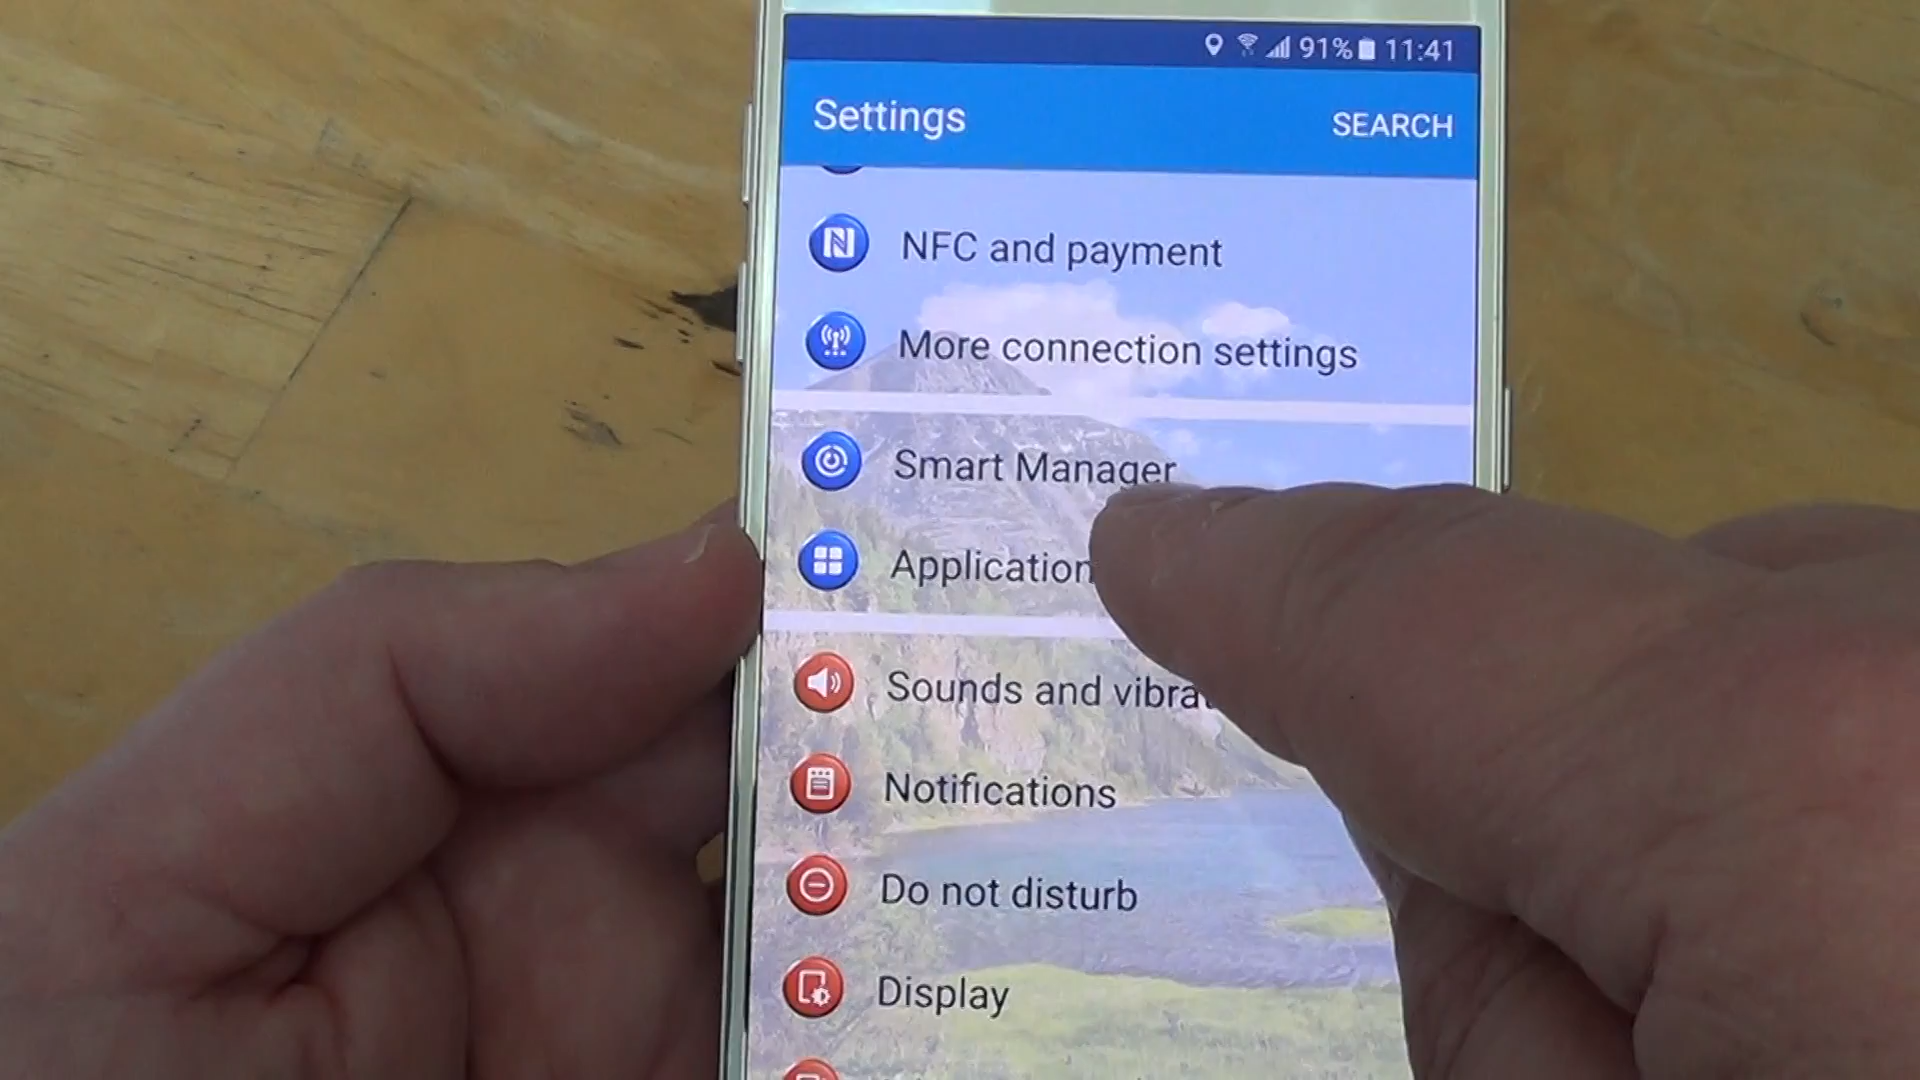 91% 11:41
Settings
SEARCH
NFC and payment
More connection settings
Smart Manager
Application
Sounds and vibra
Notifications
Do not disturb
Display